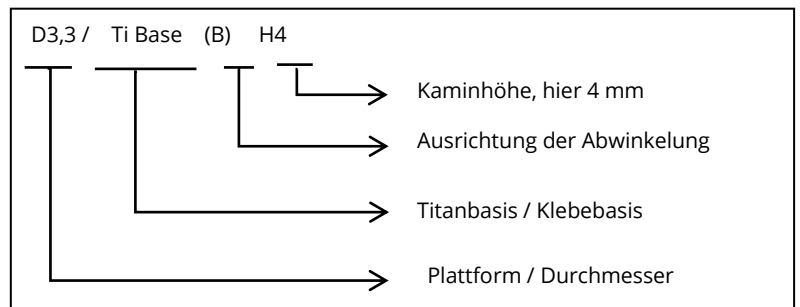 D3,3 / Ti Base (B) H4
Kaminhöhe, hier 4 mm
Ausrichtung der Abwinkelung
Titanbasis / Klebebasis
Plattform / Durchmesser